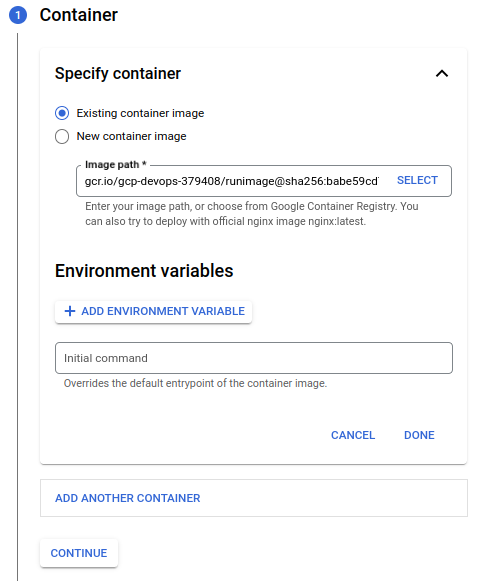 1 Container
Specify container
Existing container image
New container image
Image path *
gcr.io/gcp-devops-379408/runimage@sha256:babe59cd SELECT
Enter your image path, or choose from Google Container Registry. You
can also try to deploy with official nginx image nginx:latest.
Environment variables
+ ADD ENVIRONMENT VARIABLE
Initial command
Overrides the default entrypoint of the container image.
CANCEL DONE
ADD ANOTHER CONTAINER
CONTINUE